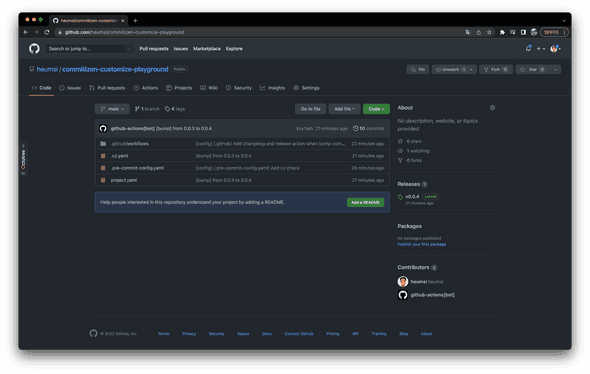 heumsi/commitizen-customize-playground
github.com/heumsi/commitizen-customize-playground
Search or jump to...
Pull requests Issues Marketplace Explore
heumsi / commitizen-customize-playground Public
Pin Unwatch 1 Fork 0 Star 0
Code Issues Pull requests Actions Projects Wiki Security Insights Settings
main 1 branch 4 tags
Go to file Add file Code
github-actions[bot] [bump] from 0.0.3 to 0.0.4 21 minutes ago 10 commits
.github/workflows [config] (.github) Add changelog and release action when bump com... 22 minutes ago
.cz.yaml [bump] from 0.0.3 to 0.0.4 21 minutes ago
.pre-commit-config.yaml [config] (.pre-commit-config.yaml) Add cz check 39 minutes ago
project.yaml [bump] from 0.0.3 to 0.0.4 21 minutes ago
Help people interested in this repository understand your project by adding a README.
Add a README
About
No description, website, or topics
provided.
0 stars
1 watching
0 forks
Releases
v0.0.4 Latest
21 minutes ago
Packages
No packages published
Publish your first package
Contributors 2
heumsi heumsi
github-actions[bot]
© 2022 GitHub, Inc. Terms Privacy Security Status Docs Contact GitHub Pricing API Training Blog About